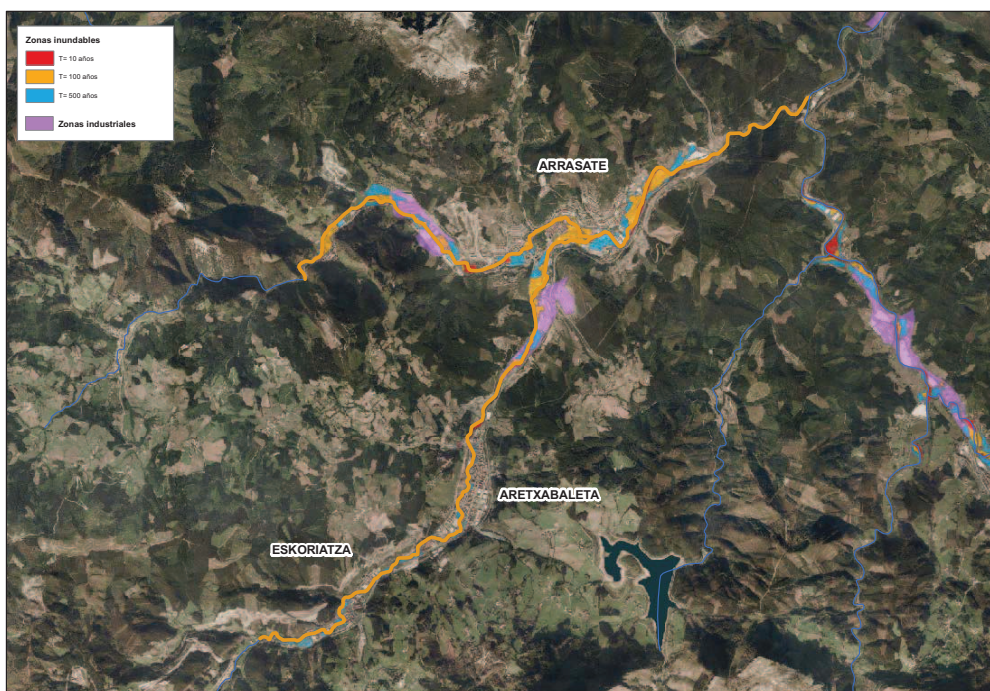 Zonas inundables
T= 10 años
T= 100 años
T= 500 años
Zonas industriales
ARRASATE
ARETXABALETA
ESKORIATZA